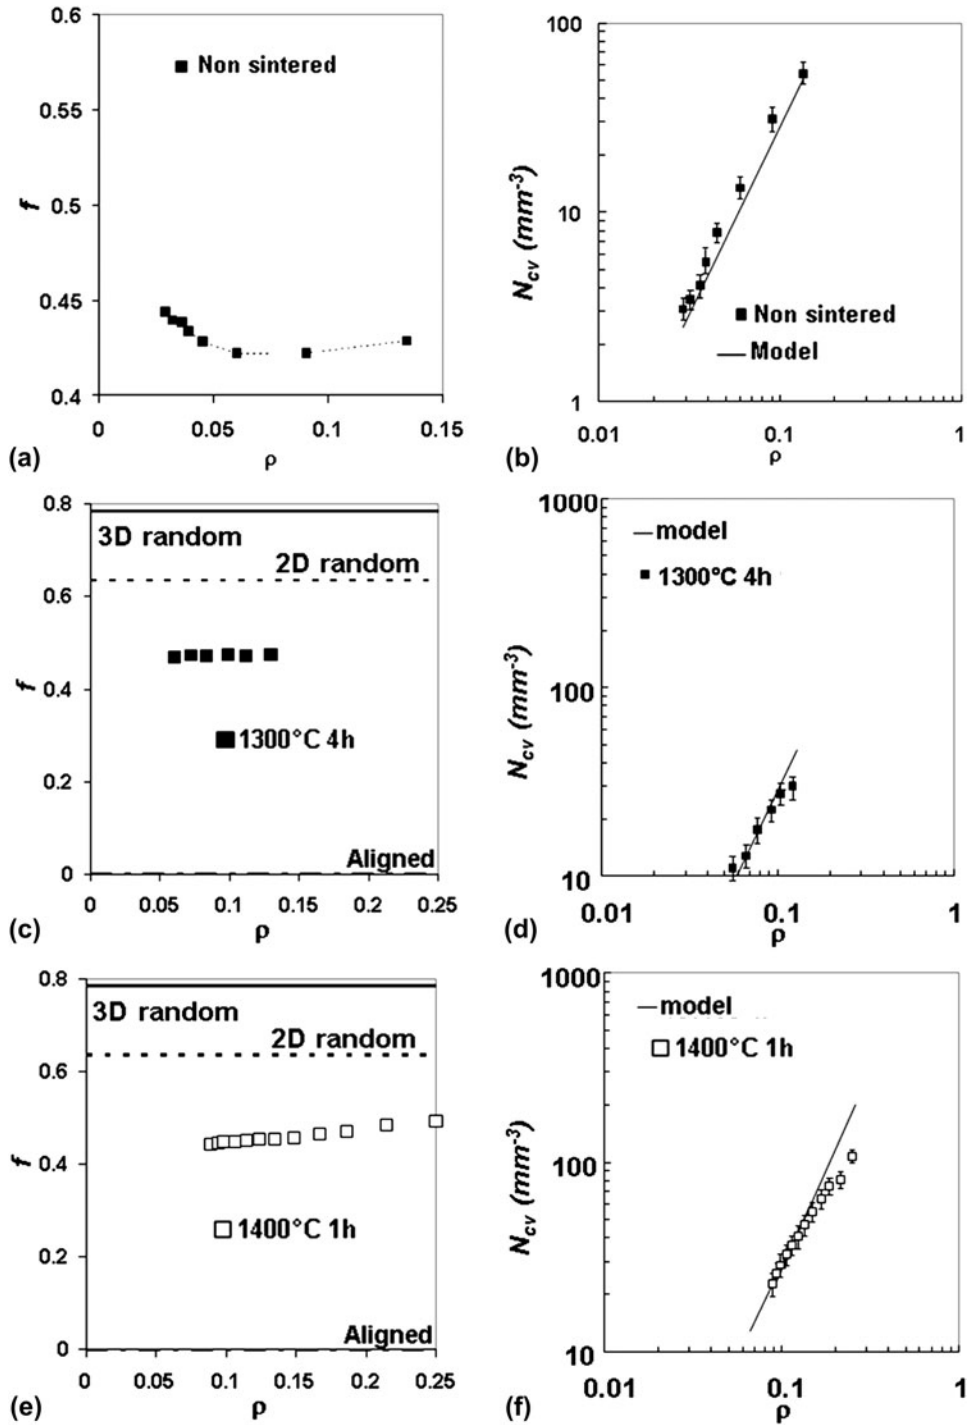 0.6
0.55
0.5
0.45
0.4
f
■ Non sintered
0
0.05
0.1
0.15
ρ
(a)
100
10
1
N_cv (mm⁻³)
■ Non sintered
— Model
0.01
0.1
1
ρ
(b)
0.8
0.6
0.4
0.2
0
f
3D random
2D random
■ 1300°C 4h
Aligned
0
0.05
0.1
0.15
0.2
0.25
ρ
(c)
1000
100
10
N_cv (mm⁻³)
— model
■ 1300°C 4h
0.01
0.1
1
ρ
(d)
0.8
0.6
0.4
0.2
0
f
3D random
2D random
□ 1400°C 1h
Aligned
0
0.05
0.1
0.15
0.2
0.25
ρ
(e)
1000
100
10
N_cv (mm⁻³)
— model
□ 1400°C 1h
0.01
0.1
1
ρ
(f)